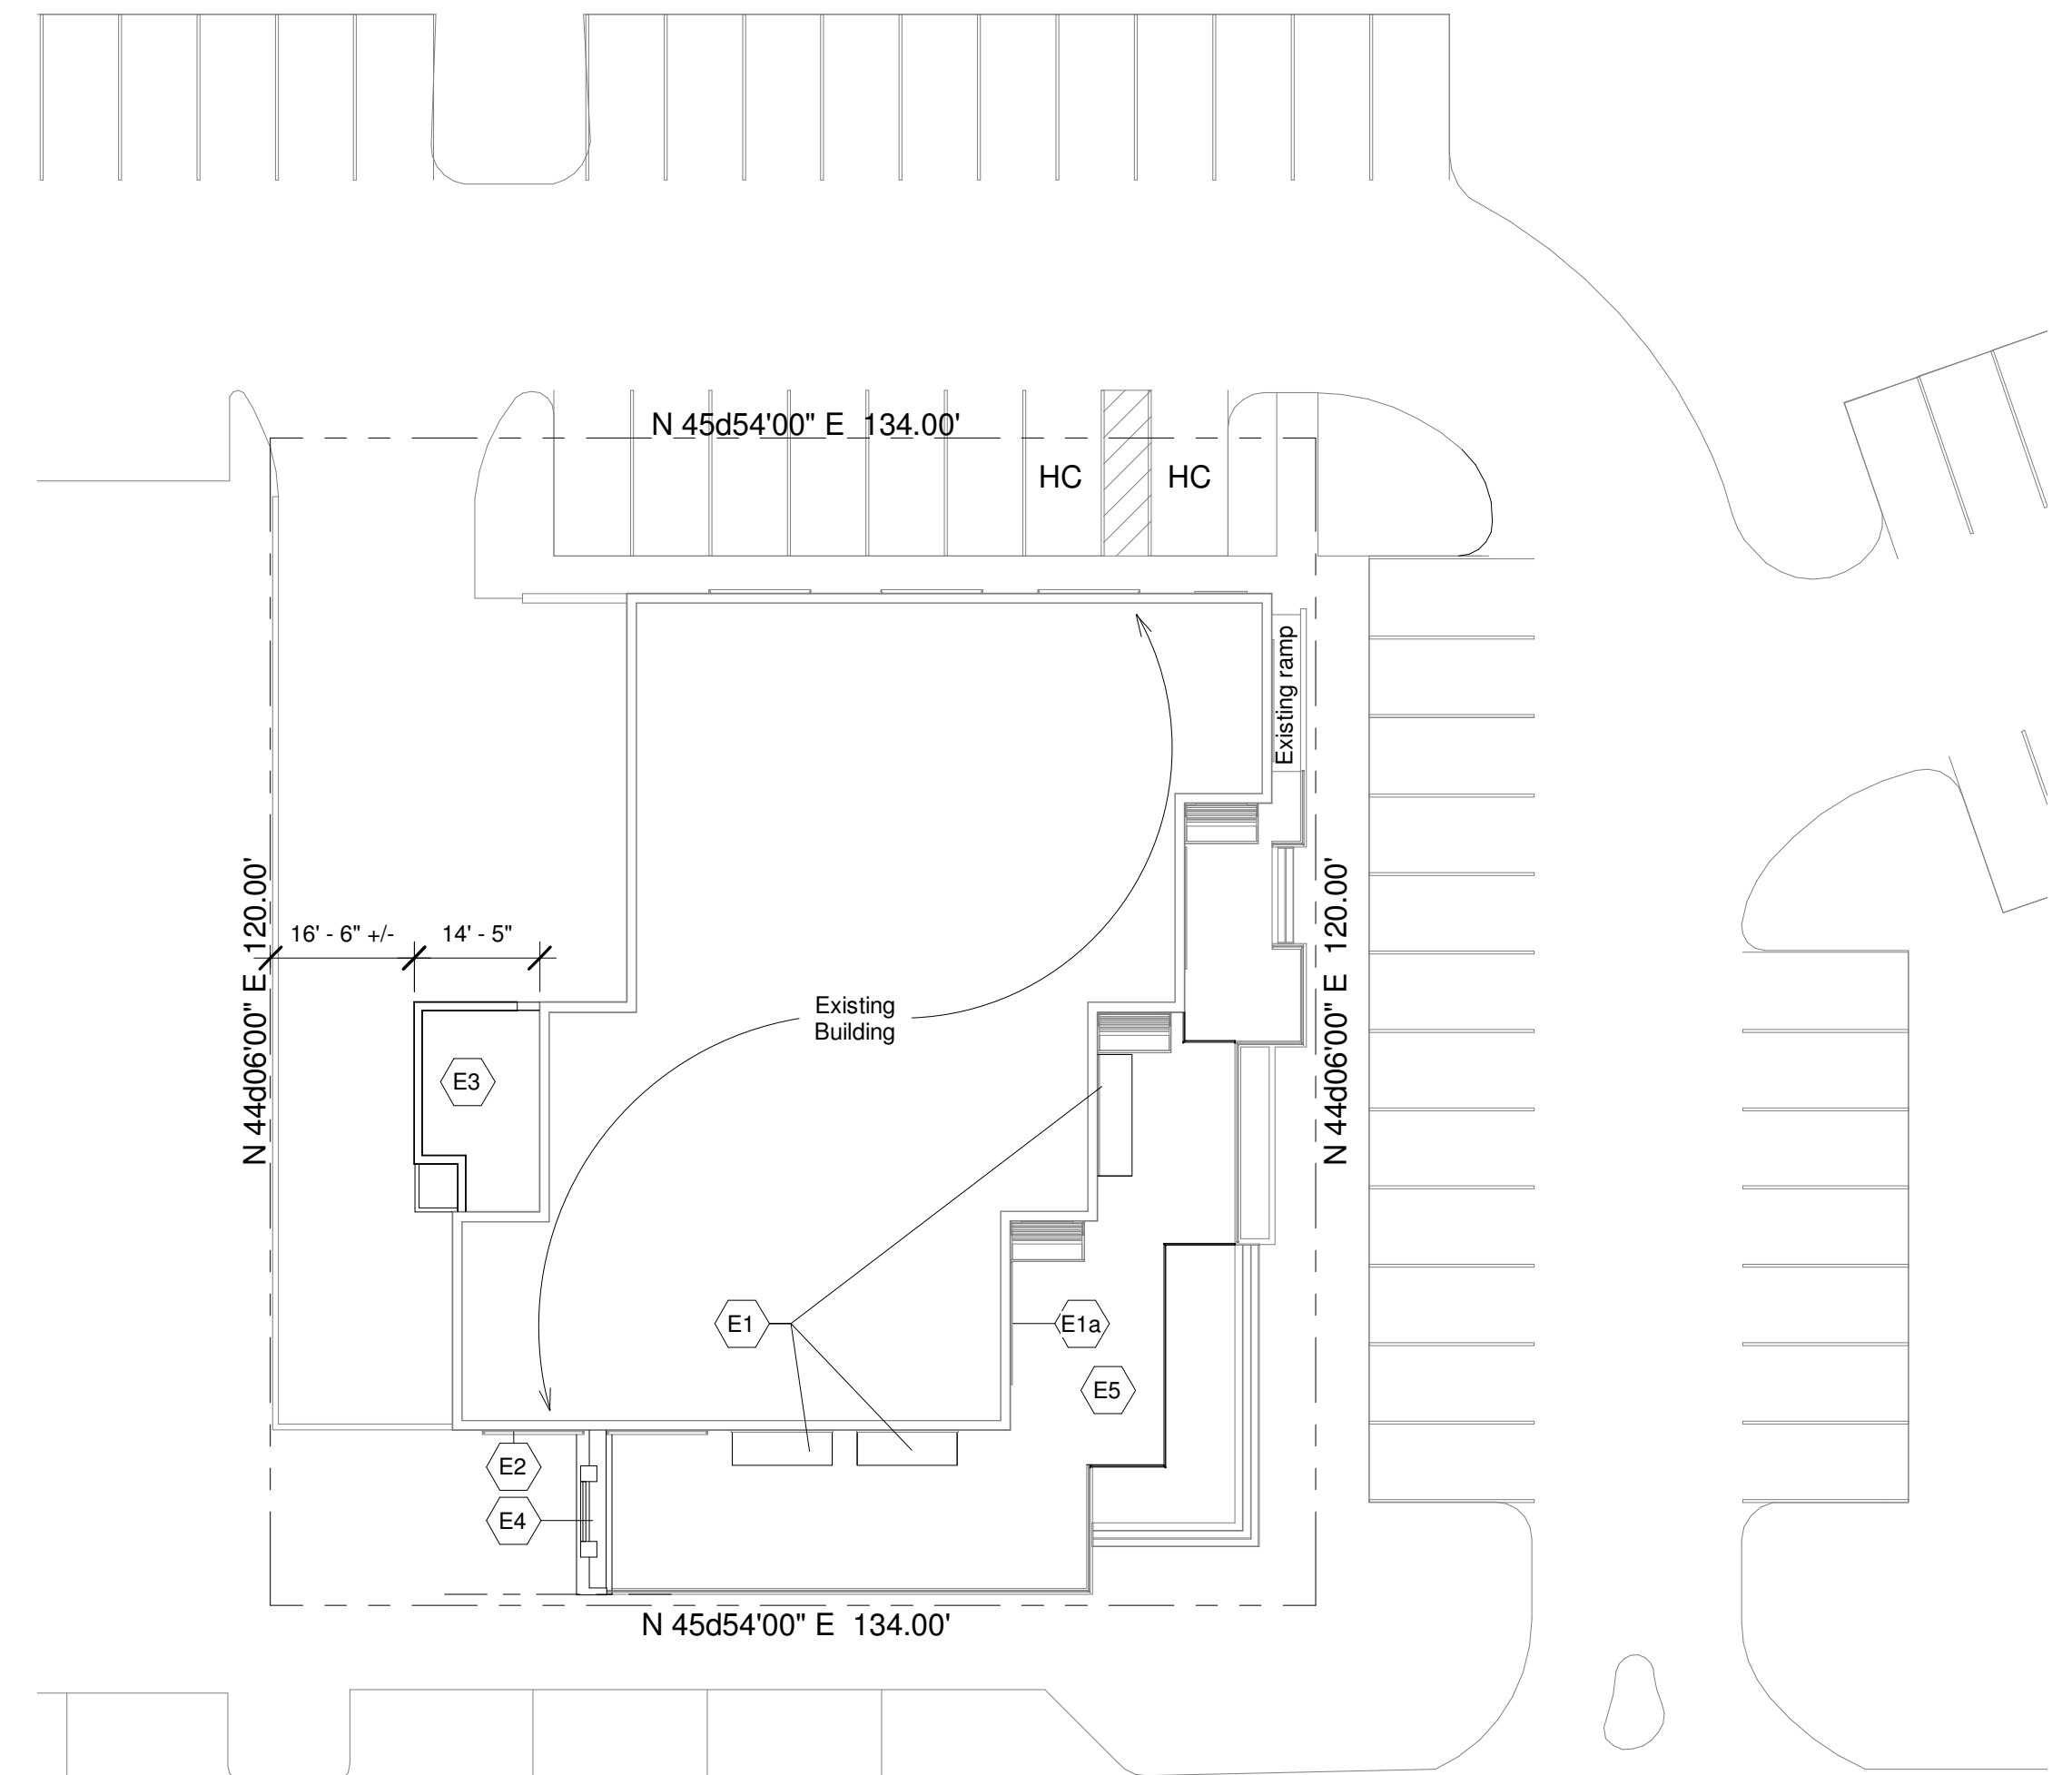 N 45d54'00" E  134.00'
HC
HC
Existing ramp
N 44d06'00" E  120.00'
16' - 6" +/-
14' - 5"
N 44d06'00" E  120.00'
Existing
Building
E3
E1
E1a
E5
E2
E4
N 45d54'00" E  134.00'